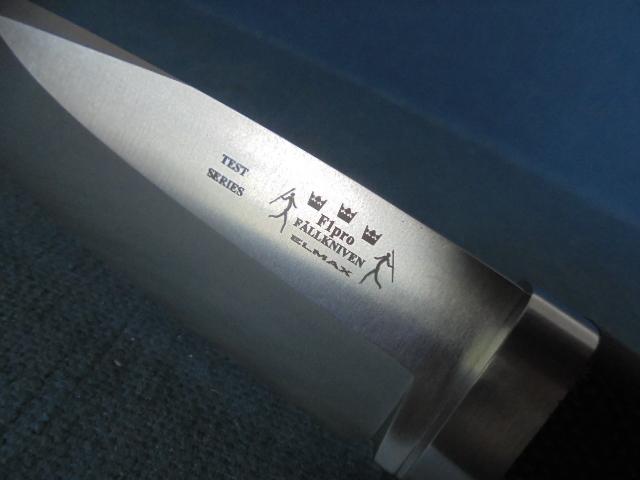 TEST
SERIES
F1pro
FÄLLKNIVEN
ELMAX